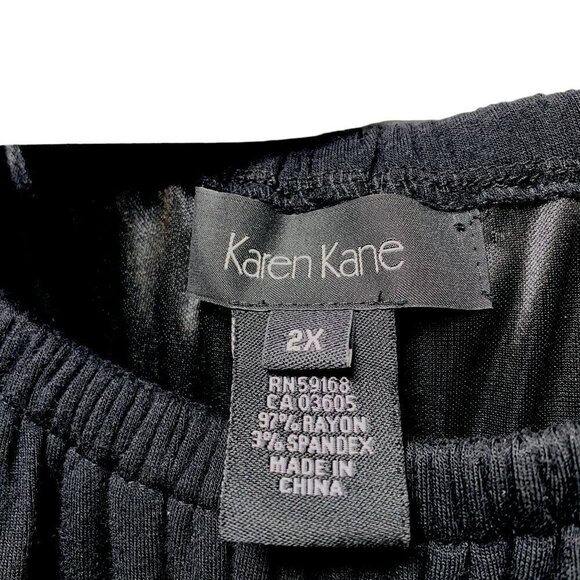 Karen Kane
2X
RN59168
CA 03605
97% RAYON
3% SPANDEX
MADE IN
CHINA